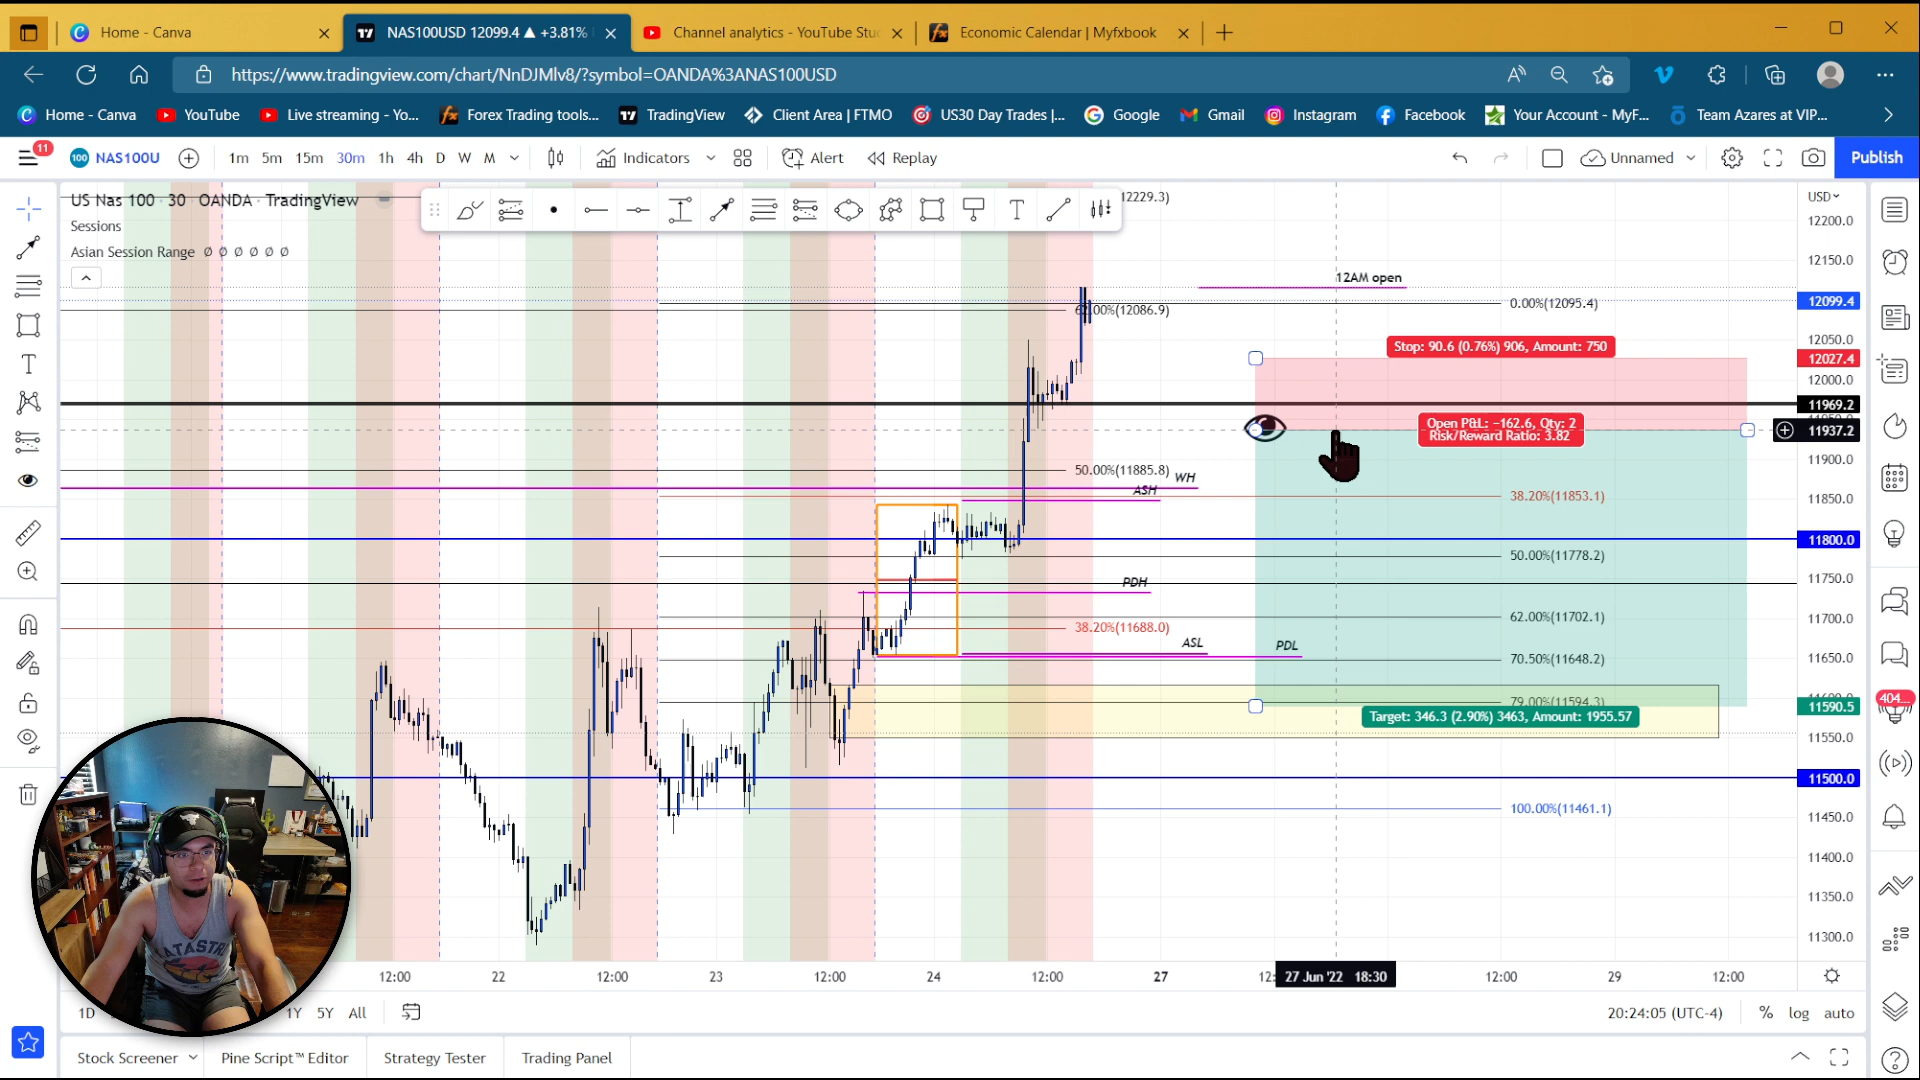 Home - Canva
NAS100USD 12099.4 ▲ +3.81%
Channel analytics - YouTube Stu
Economic Calendar | Myfxbook
https://www.tradingview.com/chart/NnDJMlv8/?symbol=OANDA%3ANAS100USD
Home - Canva
YouTube
Live streaming - Yo...
Forex Trading tools...
TradingView
Client Area | FTMO
US30 Day Trades |...
Google
Gmail
Instagram
Facebook
Your Account - MyF...
Team Azares at VIP...
11
100
NAS100U
1m 5m 15m 30m 1h 4h D W M
Indicators
Alert
Replay
Unnamed
Publish
US Nas 100 · 30 · OANDA · TradingView
Sessions
Asian Session Range ∅ ∅ ∅ ∅ ∅ ∅
12229.3)
USD
12200.0
12150.0
12AM open
12099.4
0.00%(12095.4)
62.00%(12086.9)
12050.0
Stop: 90.6 (0.76%) 906, Amount: 750
12027.4
12000.0
11969.2
Open P&L: −162.6, Qty: 2
Risk/Reward Ratio: 3.82
11937.2
11900.0
50.00%(11885.8)
WH
ASH
38.20%(11853.1)
11850.0
11800.0
50.00%(11778.2)
11750.0
PDH
62.00%(11702.1)
11700.0
38.20%(11688.0)
ASL
PDL
70.50%(11648.2)
11650.0
79.00%(11594.3)
404...
11590.5
Target: 346.3 (2.90%) 3463, Amount: 1955.57
11550.0
11500.0
100.00%(11461.1)
11450.0
11400.0
11350.0
11300.0
12:00 22 12:00 23 12:00 24 12:00 27 12: 27 Jun '22 18:30 12:00 29 12:00
1D
1Y 5Y All
20:24:05 (UTC-4)
% log auto
Stock Screener
Pine Script™ Editor
Strategy Tester
Trading Panel